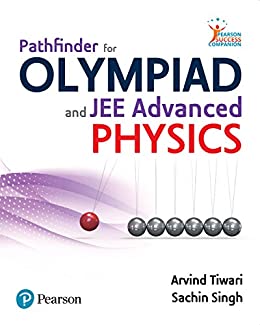 PEARSON
SUCCESS
COMPANION
Pathfinder for
OLYMPIAD
and JEE Advanced
PHYSICS
Arvind Tiwari
Sachin Singh
Pearson